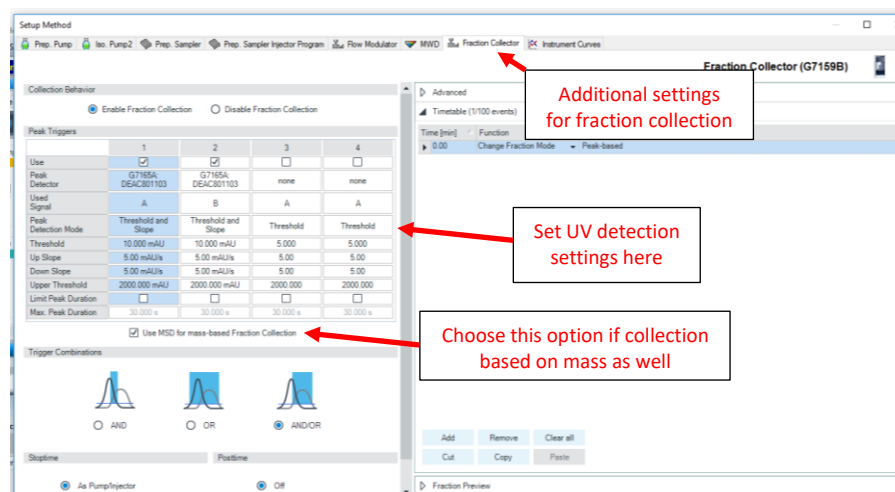 Setup Method
Prep. Pump Iso. Pump2 Prep. Sampler Prep. Sampler Injector Program Flow Modulator MWD Fraction Collector Instrument Curves
Fraction Collector (G7159B)
Collection Behavior
Enable Fraction Collection Disable Fraction Collection
Peak Triggers
1 2 3 4
Use
Peak Detector G7165A: DEAC801103 G7165A: DEAC801103 none none
Used Signal A B A A
Peak Detection Mode Threshold and Slope Threshold and Slope Threshold Threshold
Threshold 10.000 mAU 10.000 mAU 5.000 5.000
Up Slope 5.00 mAU/s 5.00 mAU/s 5.00 5.00
Down Slope 5.00 mAU/s 5.00 mAU/s 5.00 5.00
Upper Threshold 2000.000 mAU 2000.000 mAU 2000.000 2000.000
Limit Peak Duration
Max. Peak Duration 30.000 s 30.000 s 30.000 s 30.000 s
Use MSD for mass-based Fraction Collection
Trigger Combinations
AND OR AND/OR
Stoptime Posttime
As Pump/Injector Off
Advanced
Timetable (1/100 events)
Time [min] Function
0.00 Change Fraction Mode Peak-based
Additional settings
for fraction collection
Set UV detection
settings here
Choose this option if collection
based on mass as well
Add Remove Clear all
Cut Copy Paste
Fraction Preview